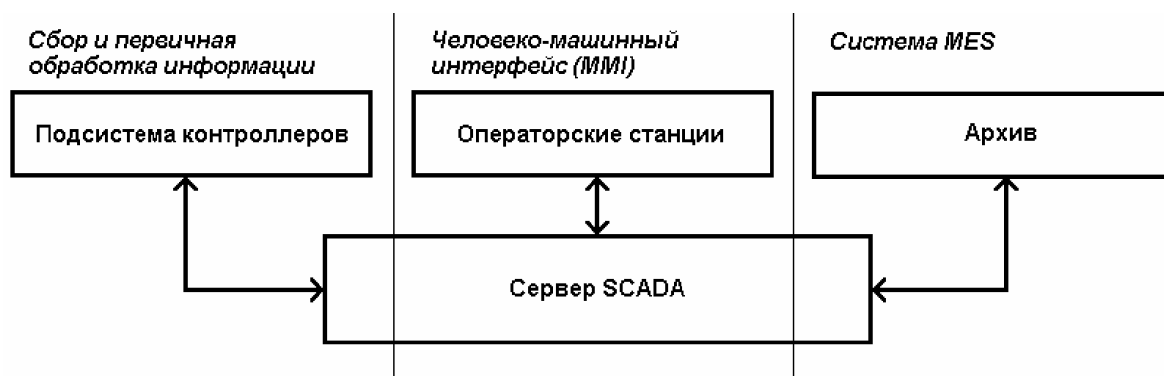 Сбор и первичная
обработка информации
Человеко-машинный
интерфейс (MMI)
Система MES
Подсистема контроллеров
Операторские станции
Архив
Сервер SCADA